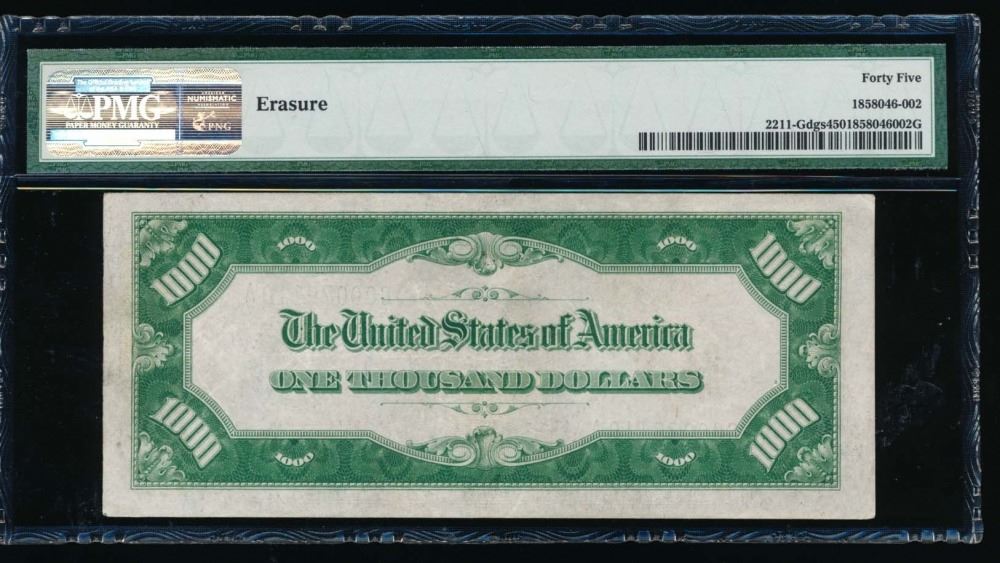 PMG
PAPER MONEY GUARANTY
NUMISMATIC
PNG
Erasure
Forty Five
1858046-002
2211-Gdgs4501858046002G
1000
1000
1000
1000
The United States of America
ONE THOUSAND DOLLARS
1000
1000
1000
1000